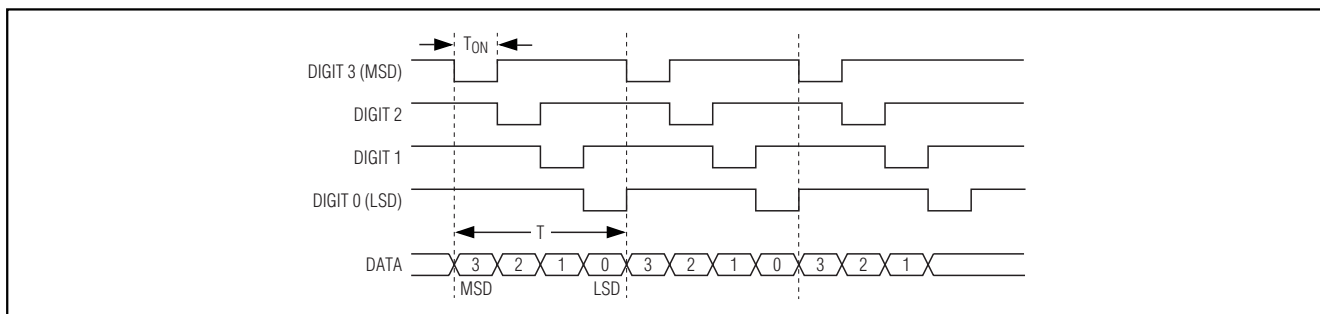 TON
DIGIT 3 (MSD)
DIGIT 2
DIGIT 1
DIGIT 0 (LSD)
T
DATA 3 2 1 0 3 2 1 0 3 2 1
MSD LSD